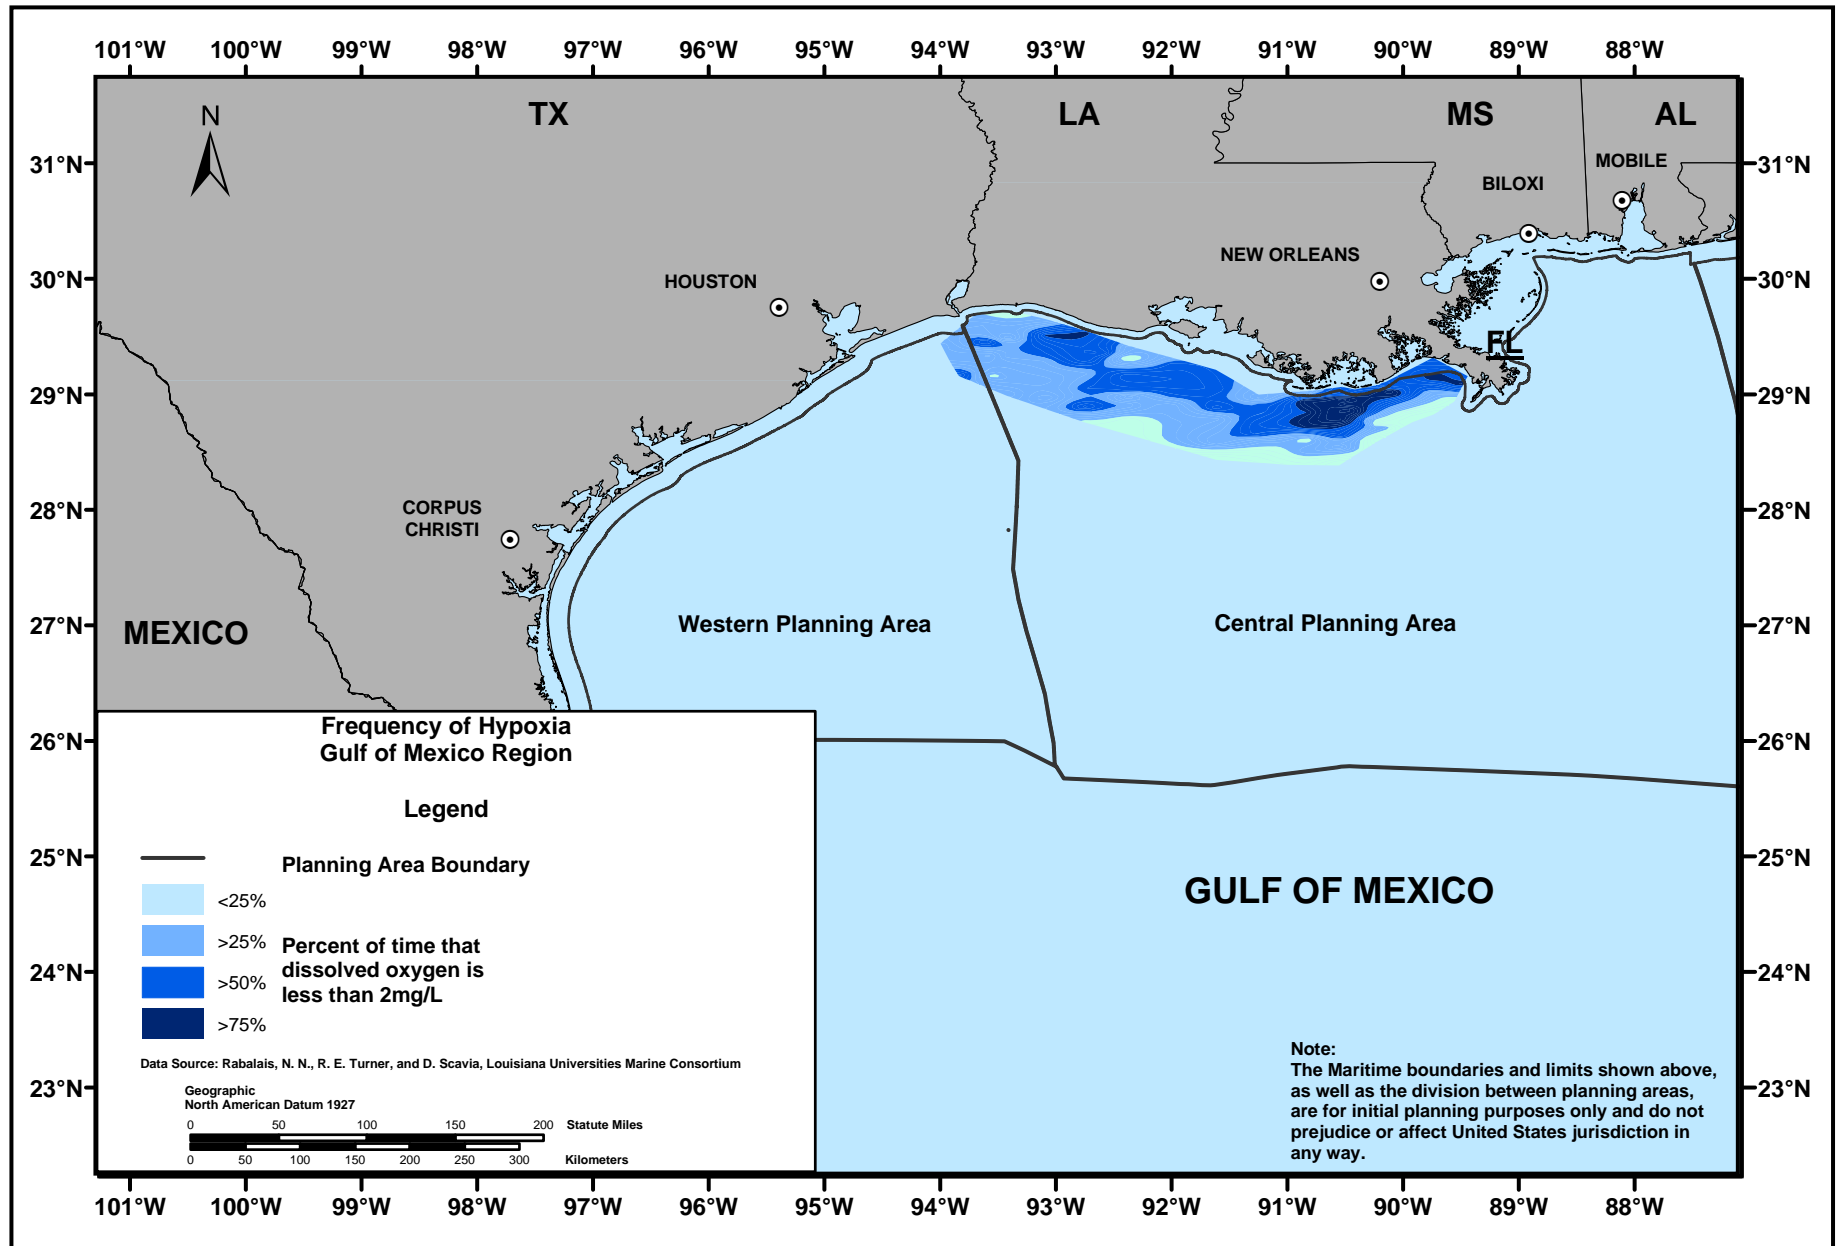 101°W 100°W 99°W 98°W 97°W 96°W 95°W 94°W 93°W 92°W 91°W 90°W 89°W 88°W
N
TX
LA
MS
AL
31°N
31°N
MOBILE
BILOXI
NEW ORLEANS
30°N
30°N
HOUSTON
FL
29°N
29°N
28°N
28°N
CORPUS
CHRISTI
27°N
27°N
MEXICO
Western Planning Area
Central Planning Area
26°N
26°N
Frequency of Hypoxia
Gulf of Mexico Region
Legend
Planning Area Boundary
25°N
25°N
GULF OF MEXICO
<25%
>25%
>50%
>75%
Percent of time that
dissolved oxygen is
less than 2mg/L
24°N
24°N
Data Source: Rabalais, N. N., R. E. Turner, and D. Scavia, Louisiana Universities Marine Consortium
23°N
23°N
Geographic
North American Datum 1927
0 50 100 150 200 Statute Miles
0 50 100 150 200 250 300 Kilometers
Note:
The Maritime boundaries and limits shown above,
as well as the division between planning areas,
are for initial planning purposes only and do not
prejudice or affect United States jurisdiction in
any way.
101°W 100°W 99°W 98°W 97°W 96°W 95°W 94°W 93°W 92°W 91°W 90°W 89°W 88°W